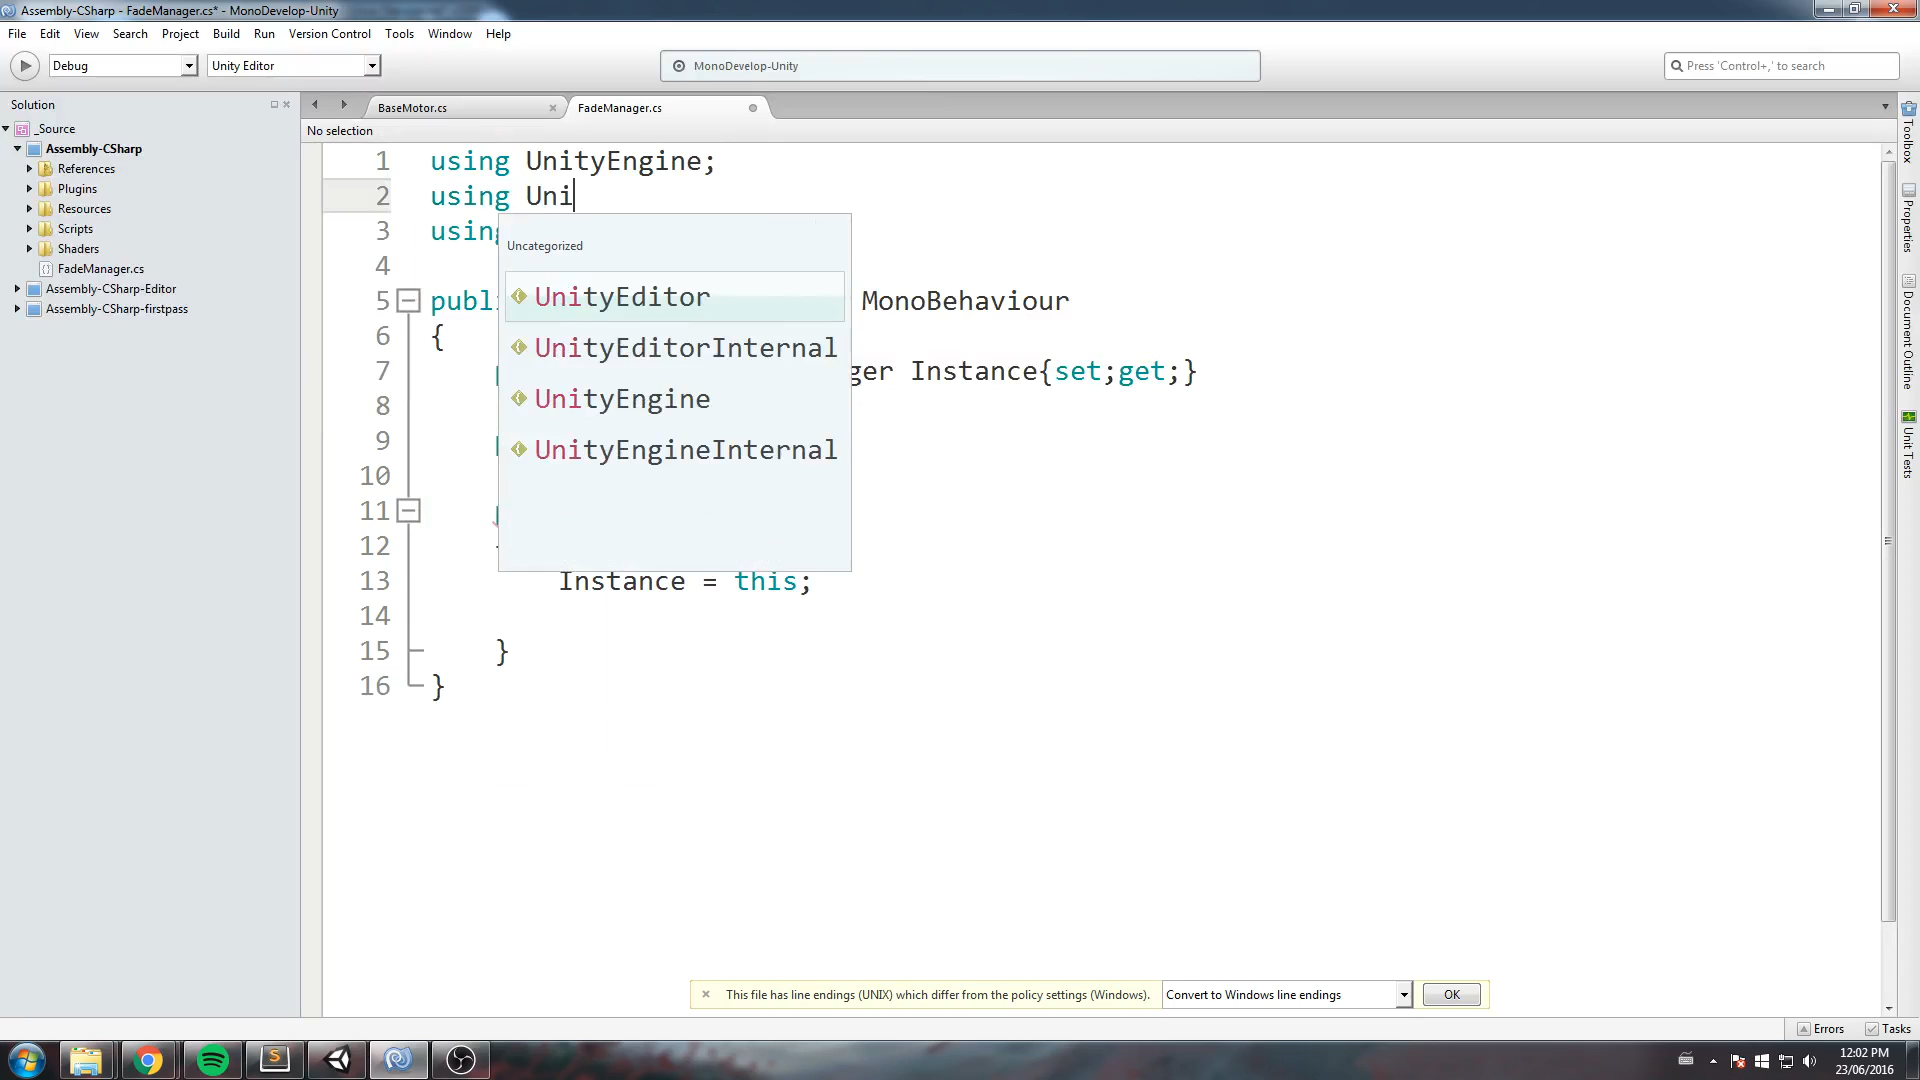 Assembly-CSharp - FadeManager.cs* - MonoDevelop-Unity
File Edit View Search Project Build Run Version Control Tools Window Help
Debug
Unity Editor
MonoDevelop-Unity
Press 'Control+,' to search
Solution
_Source
Assembly-CSharp
References
Plugins
Resources
Scripts
Shaders
FadeManager.cs
Assembly-CSharp-Editor
Assembly-CSharp-firstpass
BaseMotor.cs
FadeManager.cs
No selection
1 using UnityEngine;
2 using Uni
3 using
4
5 publi MonoBehaviour
6 {
7 ger Instance{set;get;}
8
9
10
11
12
13 Instance = this;
14
15 }
16 }
Uncategorized
UnityEditor
UnityEditorInternal
UnityEngine
UnityEngineInternal
Toolbox
Properties
Document Outline
Unit Tests
This file has line endings (UNIX) which differ from the policy settings (Windows).
Convert to Windows line endings
OK
Errors
Tasks
12:02 PM
23/06/2016